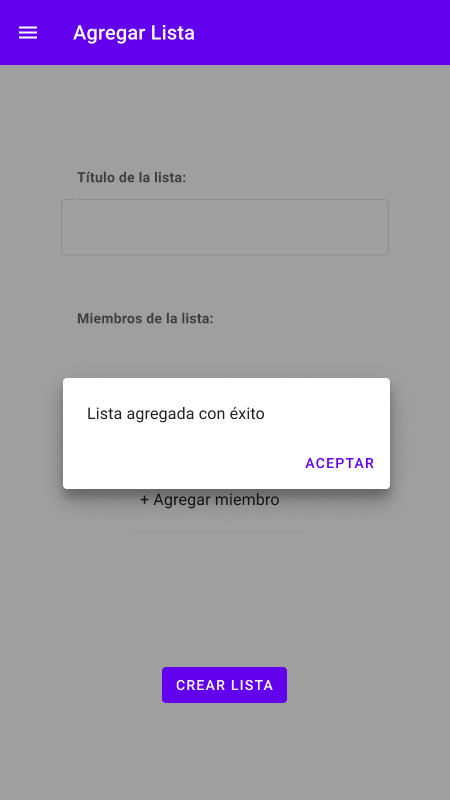 Agregar Lista
Título de la lista:
Miembros de la lista:
Lista agregada con éxito
ACEPTAR
+ Agregar miembro
CREAR LISTA